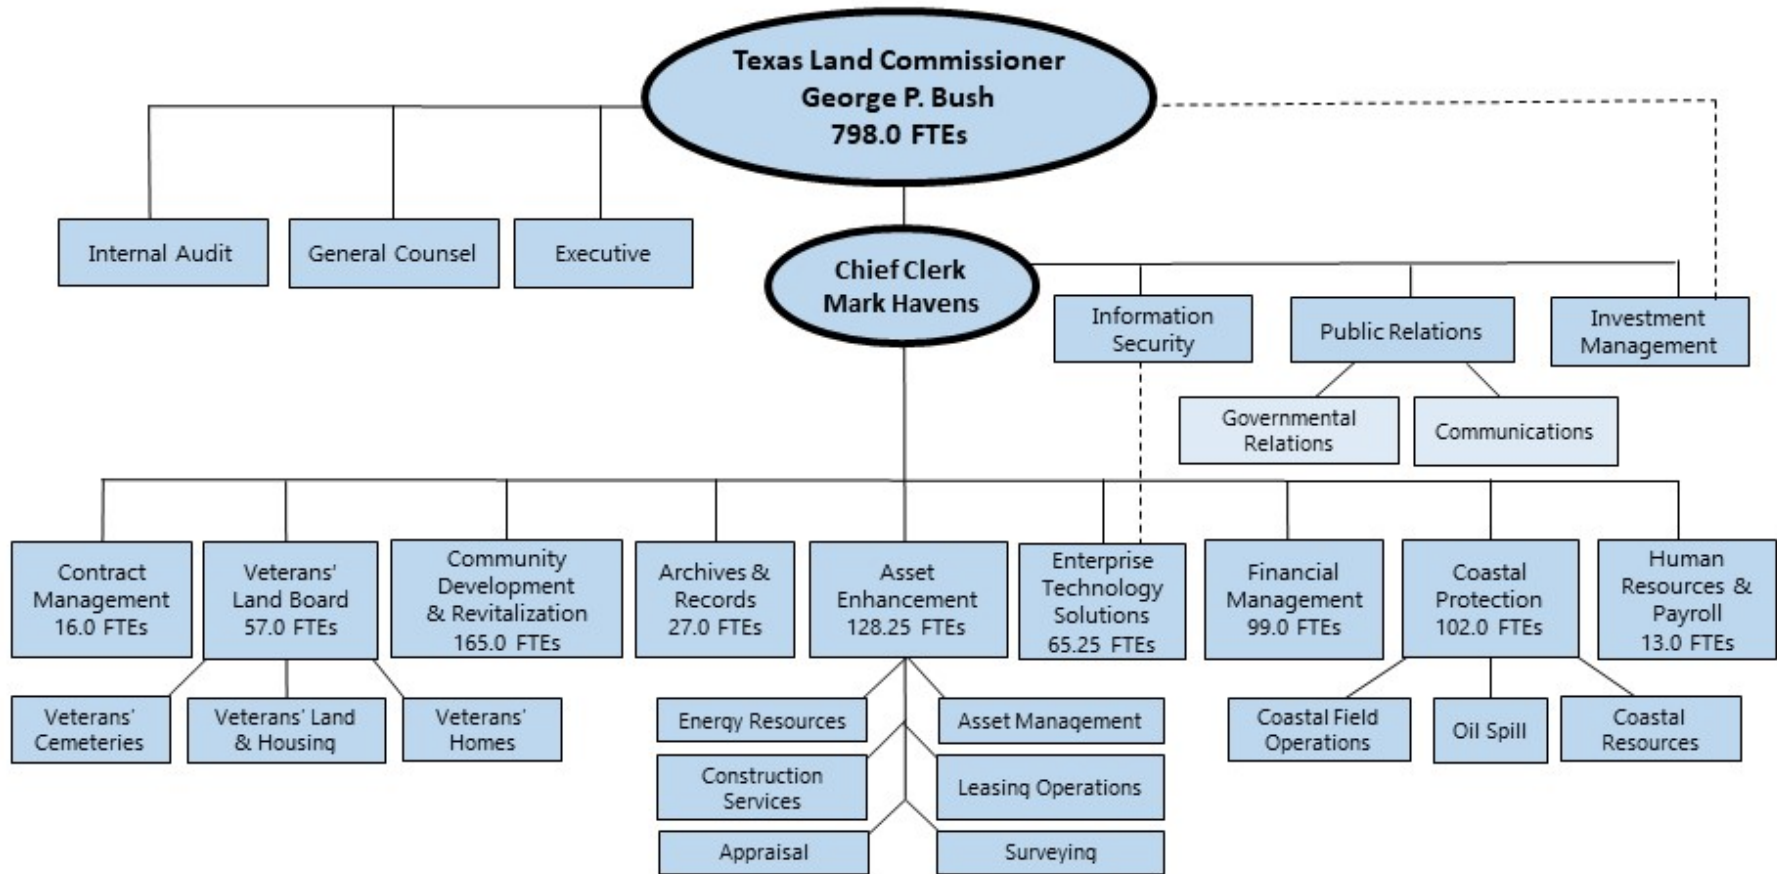 Texas Land Commissioner
George P. Bush
798.0 FTEs
Internal Audit
General Counsel
Executive
Chief Clerk
Mark Havens
Information
Security
Public Relations
Investment
Management
Governmental
Relations
Communications
Contract
Management
16.0 FTEs
Veterans’
Land Board
57.0 FTEs
Community
Development
& Revitalization
165.0 FTEs
Archives &
Records
27.0 FTEs
Asset
Enhancement
128.25 FTEs
Enterprise
Technology
Solutions
65.25 FTEs
Financial
Management
99.0 FTEs
Coastal
Protection
102.0 FTEs
Human
Resources &
Payroll
13.0 FTEs
Veterans’
Cemeteries
Veterans’ Land
& Housing
Veterans’
Homes
Energy Resources
Asset Management
Construction
Services
Leasing Operations
Appraisal
Surveying
Coastal Field
Operations
Oil Spill
Coastal
Resources